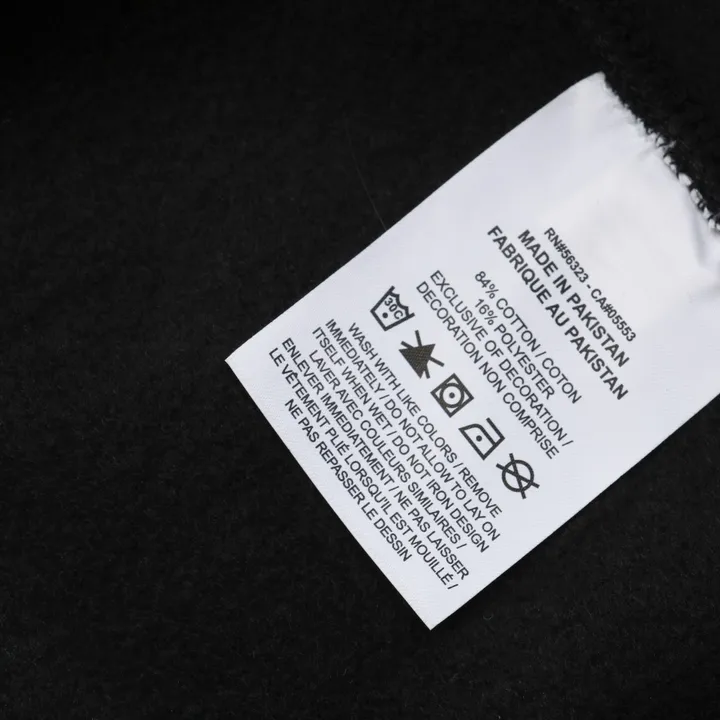 RN#56323 - CA#05553
MADE IN PAKISTAN
FABRIQUE AU PAKISTAN
84% COTTON / COTON
16% POLYESTER
EXCLUSIVE OF DECORATION /
DECORATION NON COMPRISE
30C
WASH WITH LIKE COLORS / REMOVE
IMMEDIATELY / DO NOT ALLOW TO LAY ON
ITSELF WHEN WET / DO NOT IRON DESIGN
LAVER AVEC COULEURS SIMILAIRES /
ENLEVER IMMEDIATEMENT / NE PAS LAISSER
LE VÊTEMENT PLIÉ LORSQU'IL EST MOUILLÉ /
NE PAS REPASSER LE DESSIN